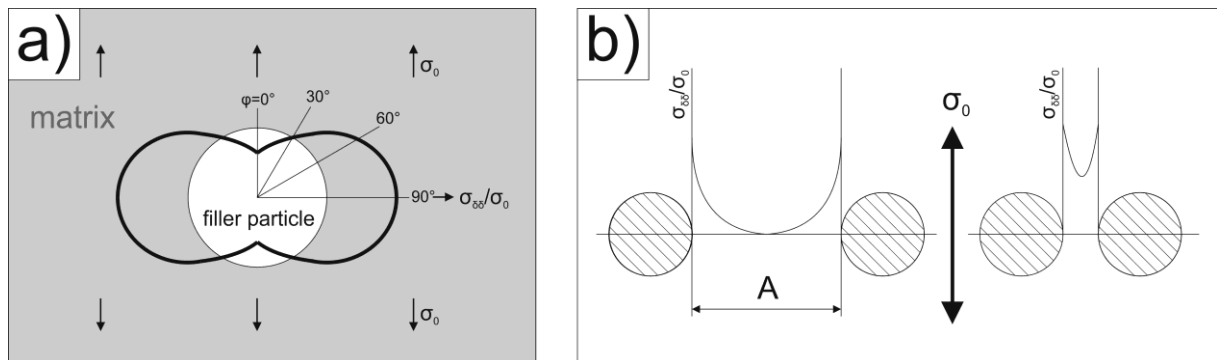 a)
σ₀
φ=0°
30°
60°
matrix
90°
σδδ/σ₀
filler particle
σ₀
b)
σδδ/σ₀
σ₀
σδδ/σ₀
A